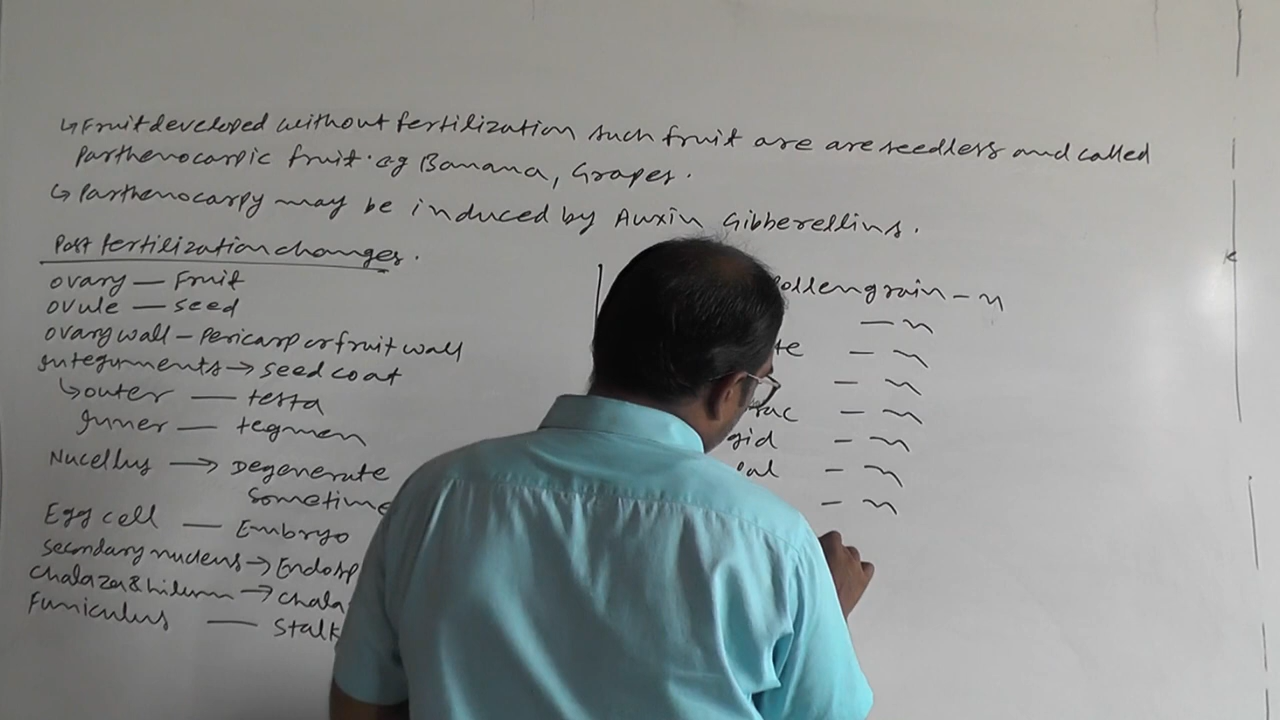 ↳ Fruit developed without fertilization such fruit are are seedless and called
Parthenocarpic fruit. eg Banana, Grapes.
↳ Parthenocarpy may be induced by Auxin Gibberellins.
Post fertilization changes.
ovary — Fruit
ovule — seed
ovary wall — Pericarp or fruit wall
Integuments → seed coat
↳ outer — testa
Inner — tegmen
Nucellus → Degenerate
Sometime
Egg cell — Embryo
secondary nucleus → Endosp
chalaza & hilum → chala
Funiculus — Stalk
ollengrain – n
— n
te — n
– n
– n
gid – n
al – n
– n